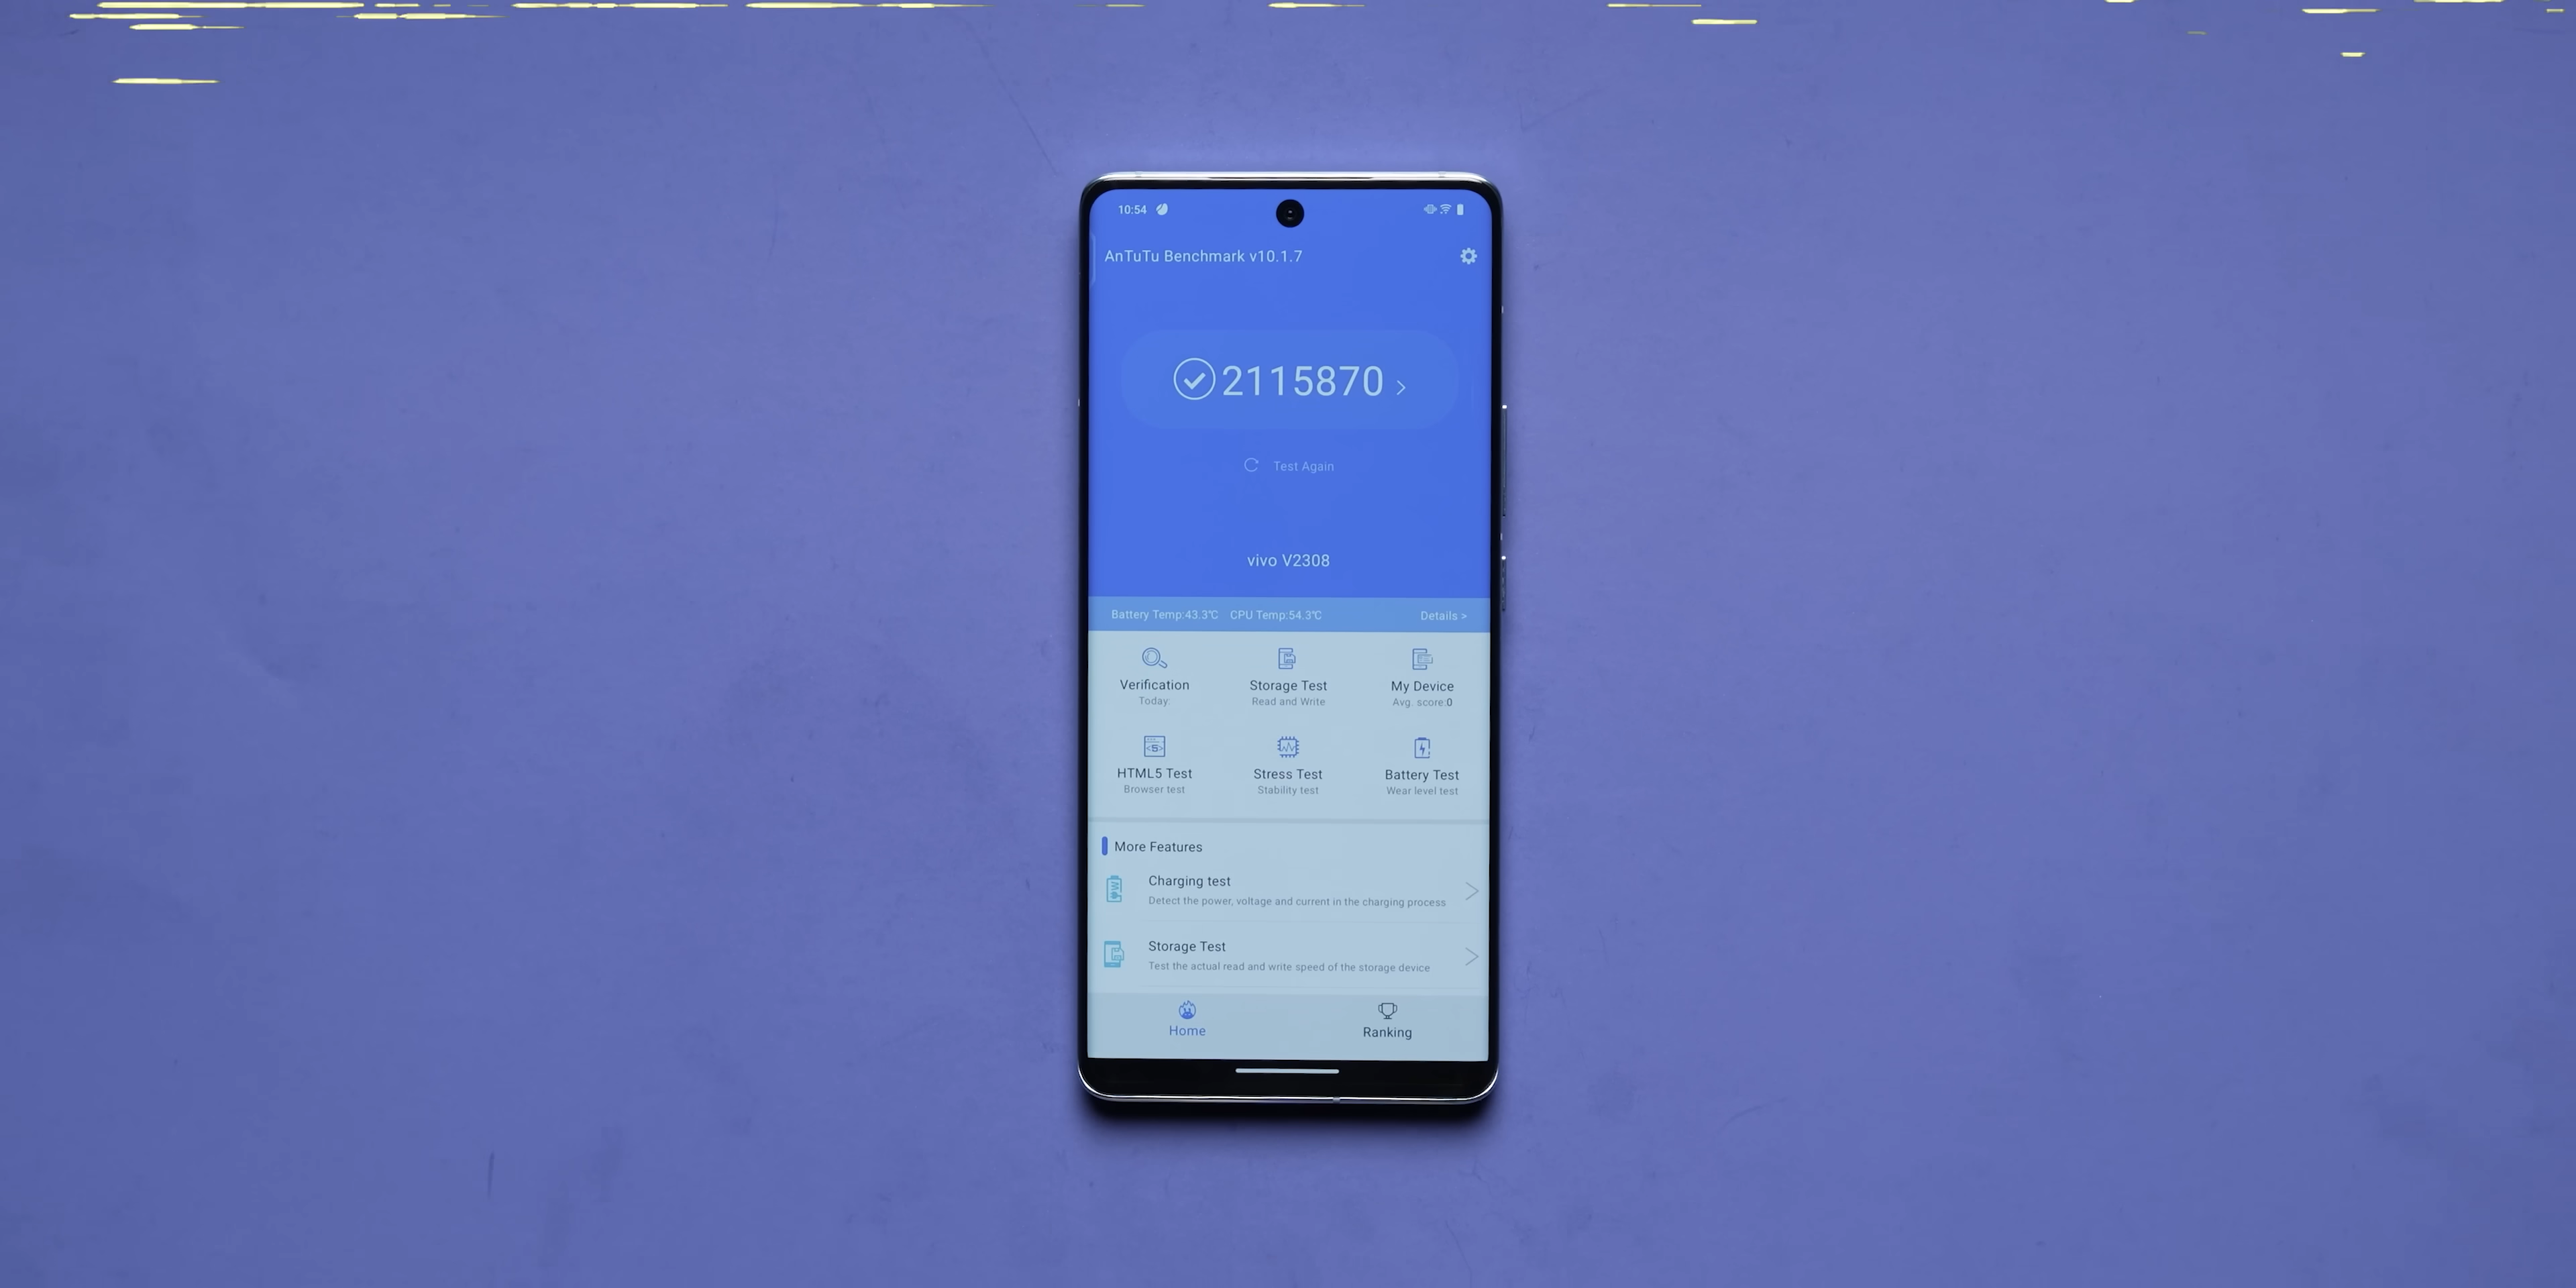 10:54
AnTuTu Benchmark v10.1.7
2115870 >
Test Again
vivo V2308
Battery Temp:43.3℃ CPU Temp:54.3℃ Details >
Verification Storage Test My Device
Today: Read and Write Avg. score:0
HTML5 Test Stress Test Battery Test
Browser test Stability test Wear level test
More Features
Charging test
Detect the power, voltage and current in the charging process
Storage Test
Test the actual read and write speed of the storage device
Home Ranking